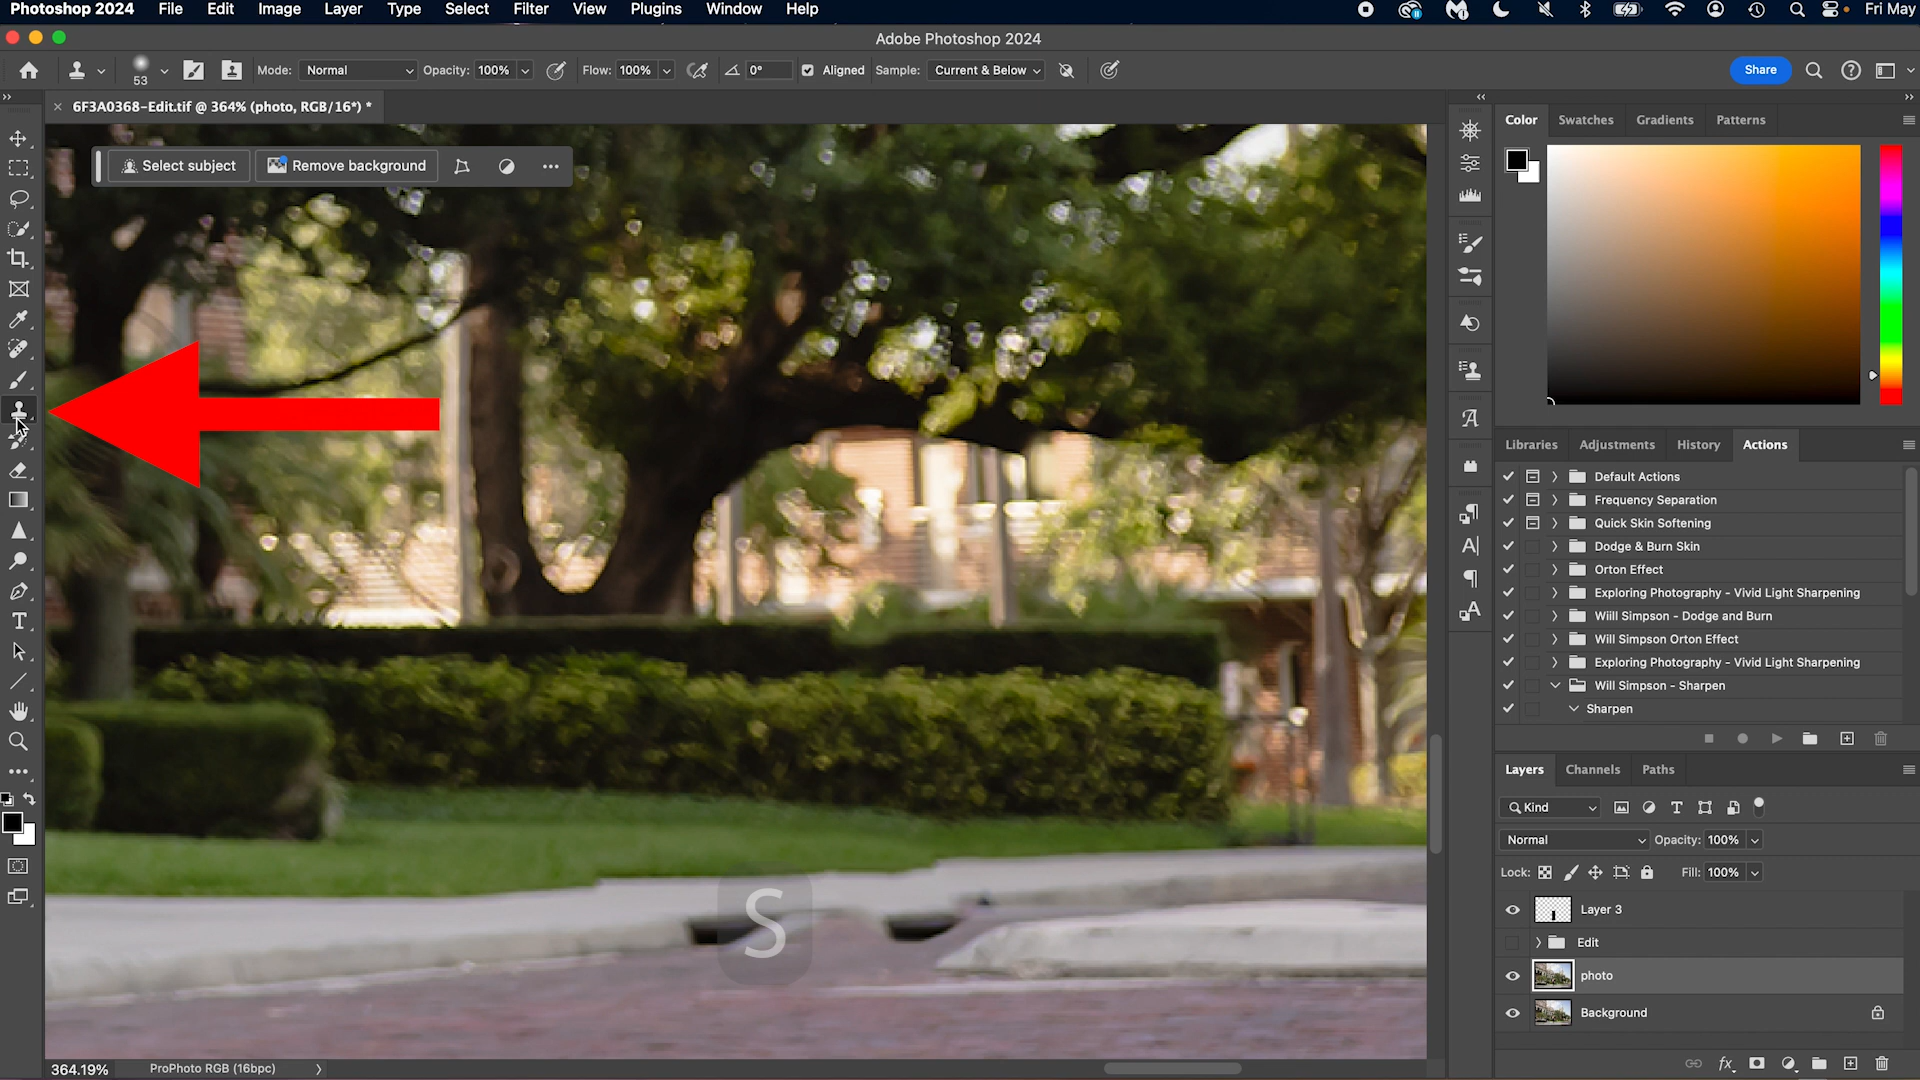 Photoshop 2024 File Edit Image Layer Type Select Filter View Plugins Window Help Fri May
Adobe Photoshop 2024
53 Mode: Normal Opacity: 100% Flow: 100% 0° Aligned Sample: Current & Below Share
6F3A0368-Edit.tif @ 364% (photo, RGB/16*) *
Select subject Remove background
S
364.19% ProPhoto RGB (16bpc)
Color Swatches Gradients Patterns
Libraries Adjustments History Actions
Default Actions
Frequency Separation
Quick Skin Softening
Dodge & Burn Skin
Orton Effect
Exploring Photography - Vivid Light Sharpening
Wiill Simpson - Dodge and Burn
Will Simpson Orton Effect
Exploring Photography - Vivid Light Sharpening
Will Simpson - Sharpen
Sharpen
Layers Channels Paths
Kind
Normal Opacity: 100%
Lock: Fill: 100%
Layer 3
Edit
photo
Background